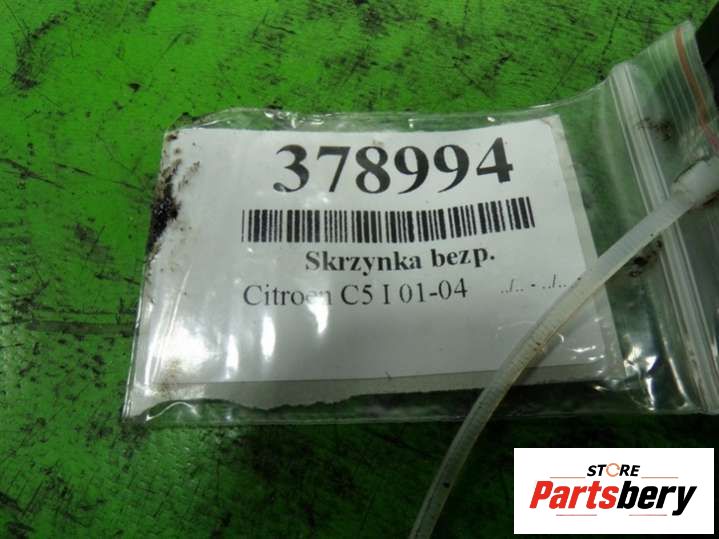 378994
Skrzynka bezp.
Citroen C5 I 01-04 ../.. - ../..
STORE
Partsbery